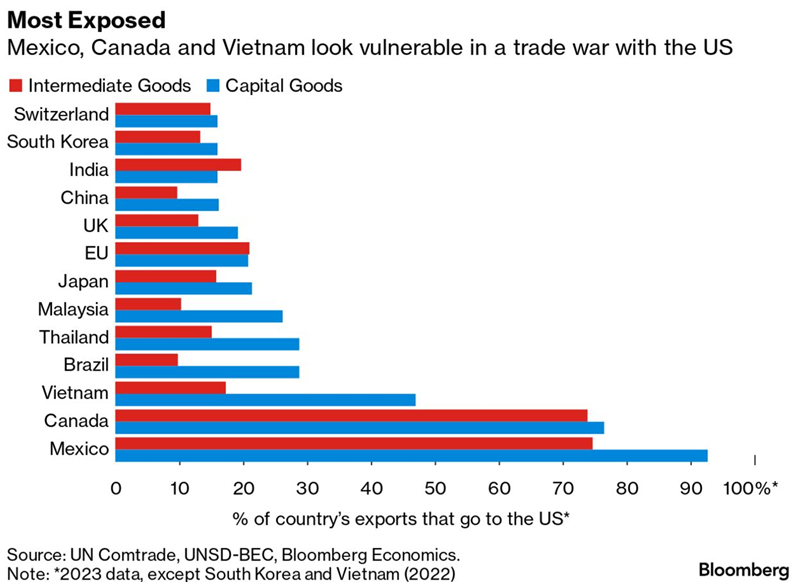 Most Exposed
Mexico, Canada and Vietnam look vulnerable in a trade war with the US
Intermediate Goods Capital Goods
Switzerland
South Korea
India
China
UK
EU
Japan
Malaysia
Thailand
Brazil
Vietnam
Canada
Mexico
0 10 20 30 40 50 60 70 80 90 100%*
% of country’s exports that go to the US*
Source: UN Comtrade, UNSD-BEC, Bloomberg Economics.
Note: *2023 data, except South Korea and Vietnam (2022)
Bloomberg